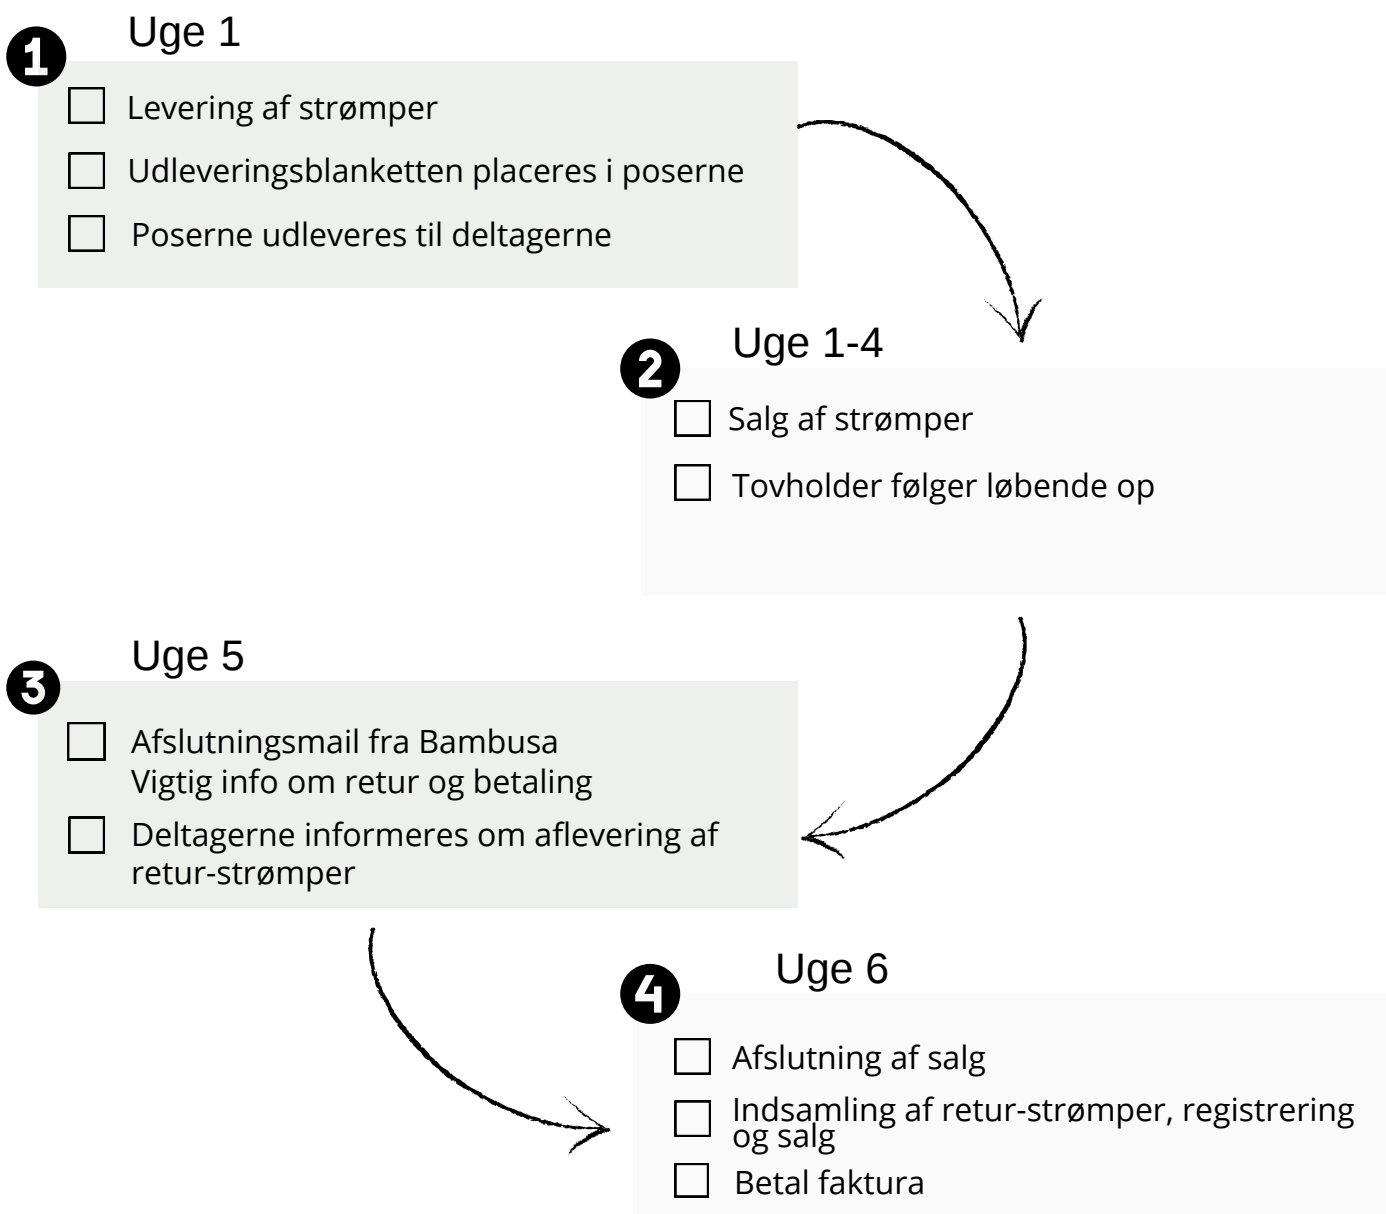 Uge 1
1
Levering af strømper
Udleveringsblanketten placeres i poserne
Poserne udleveres til deltagerne
Uge 1-4
2
Salg af strømper
Tovholder følger løbende op
Uge 5
3
Afslutningsmail fra Bambusa
Vigtig info om retur og betaling
Deltagerne informeres om aflevering af
retur-strømper
Uge 6
4
Afslutning af salg
Indsamling af retur-strømper, registrering
og salg
Betal faktura